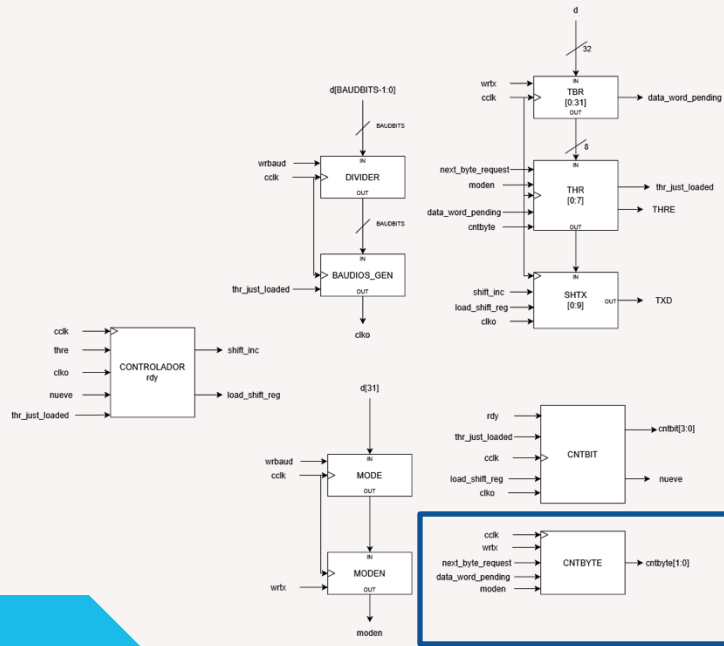 d
32
wrtx
cclk
IN
TBR
[0:31]
OUT
data_word_pending
d[BAUDBITS-1:0]
BAUDBITS
8
wrbaud
cclk
IN
DIVIDER
OUT
next_byte_request
moden
data_word_pending
cntbyte
IN
THR
[0:7]
OUT
thr_just_loaded
THRE
BAUDBITS
thr_just_loaded
IN
BAUDIOS_GEN
OUT
clko
shift_inc
load_shift_reg
clko
IN
SHTX
[0:9]
OUT
TXD
cclk
thre
clko
nueve
thr_just_loaded
CONTROLADOR
rdy
shift_inc
load_shift_reg
d[31]
wrbaud
cclk
IN
MODE
OUT
rdy
thr_just_loaded
cclk
load_shift_reg
clko
CNTBIT
cntbit[3:0]
nueve
wrtx
IN
MODEN
OUT
moden
cclk
wrtx
next_byte_request
data_word_pending
moden
CNTBYTE
cntbyte[1:0]